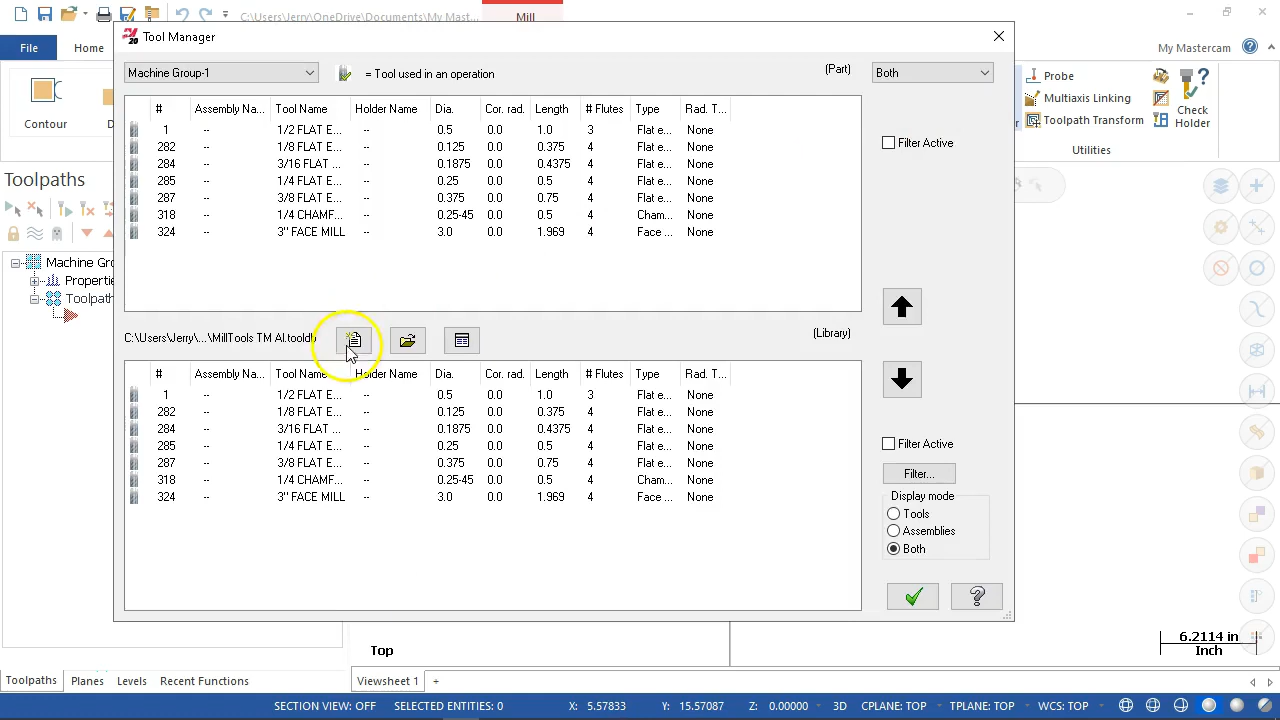 C:\Users\Jerry\OneDrive\Documents\My Mast...
Mill
File
Home
My Mastercam
Contour
Probe
Multiaxis Linking
Toolpath Transform
Check
Holder
Utilities
Toolpaths
Machine Gro
Properti
Toolpath
Tool Manager
Machine Group-1
= Tool used in an operation
(Part)
Both
# Assembly Na... Tool Name Holder Name Dia. Cor. rad. Length # Flutes Type Rad. T...
1 -- 1/2 FLAT E... -- 0.5 0.0 1.0 3 Flat e... None
282 -- 1/8 FLAT E... -- 0.125 0.0 0.375 4 Flat e... None
284 -- 3/16 FLAT ... -- 0.1875 0.0 0.4375 4 Flat e... None
285 -- 1/4 FLAT E... -- 0.25 0.0 0.5 4 Flat e... None
287 -- 3/8 FLAT E... -- 0.375 0.0 0.75 4 Flat e... None
318 -- 1/4 CHAMF... -- 0.25-45 0.0 0.5 4 Cham... None
324 -- 3" FACE MILL -- 3.0 0.0 1.969 4 Face ... None
Filter Active
C:\Users\Jerry\...\MillTools TM AI.tooldb
(Library)
# Assembly Na... Tool Name Holder Name Dia. Cor. rad. Length # Flutes Type Rad. T...
1 -- 1/2 FLAT E... -- 0.5 0.0 1.0 3 Flat e... None
282 -- 1/8 FLAT E... -- 0.125 0.0 0.375 4 Flat e... None
284 -- 3/16 FLAT ... -- 0.1875 0.0 0.4375 4 Flat e... None
285 -- 1/4 FLAT E... -- 0.25 0.0 0.5 4 Flat e... None
287 -- 3/8 FLAT E... -- 0.375 0.0 0.75 4 Flat e... None
318 -- 1/4 CHAMF... -- 0.25-45 0.0 0.5 4 Cham... None
324 -- 3" FACE MILL -- 3.0 0.0 1.969 4 Face ... None
Filter Active
Filter...
Display mode
Tools
Assemblies
Both
Top
6.2114 in
Inch
Toolpaths Planes Levels Recent Functions
Viewsheet 1 +
SECTION VIEW: OFF SELECTED ENTITIES: 0 X: 5.57833 Y: 15.57087 Z: 0.00000 3D CPLANE: TOP TPLANE: TOP WCS: TOP